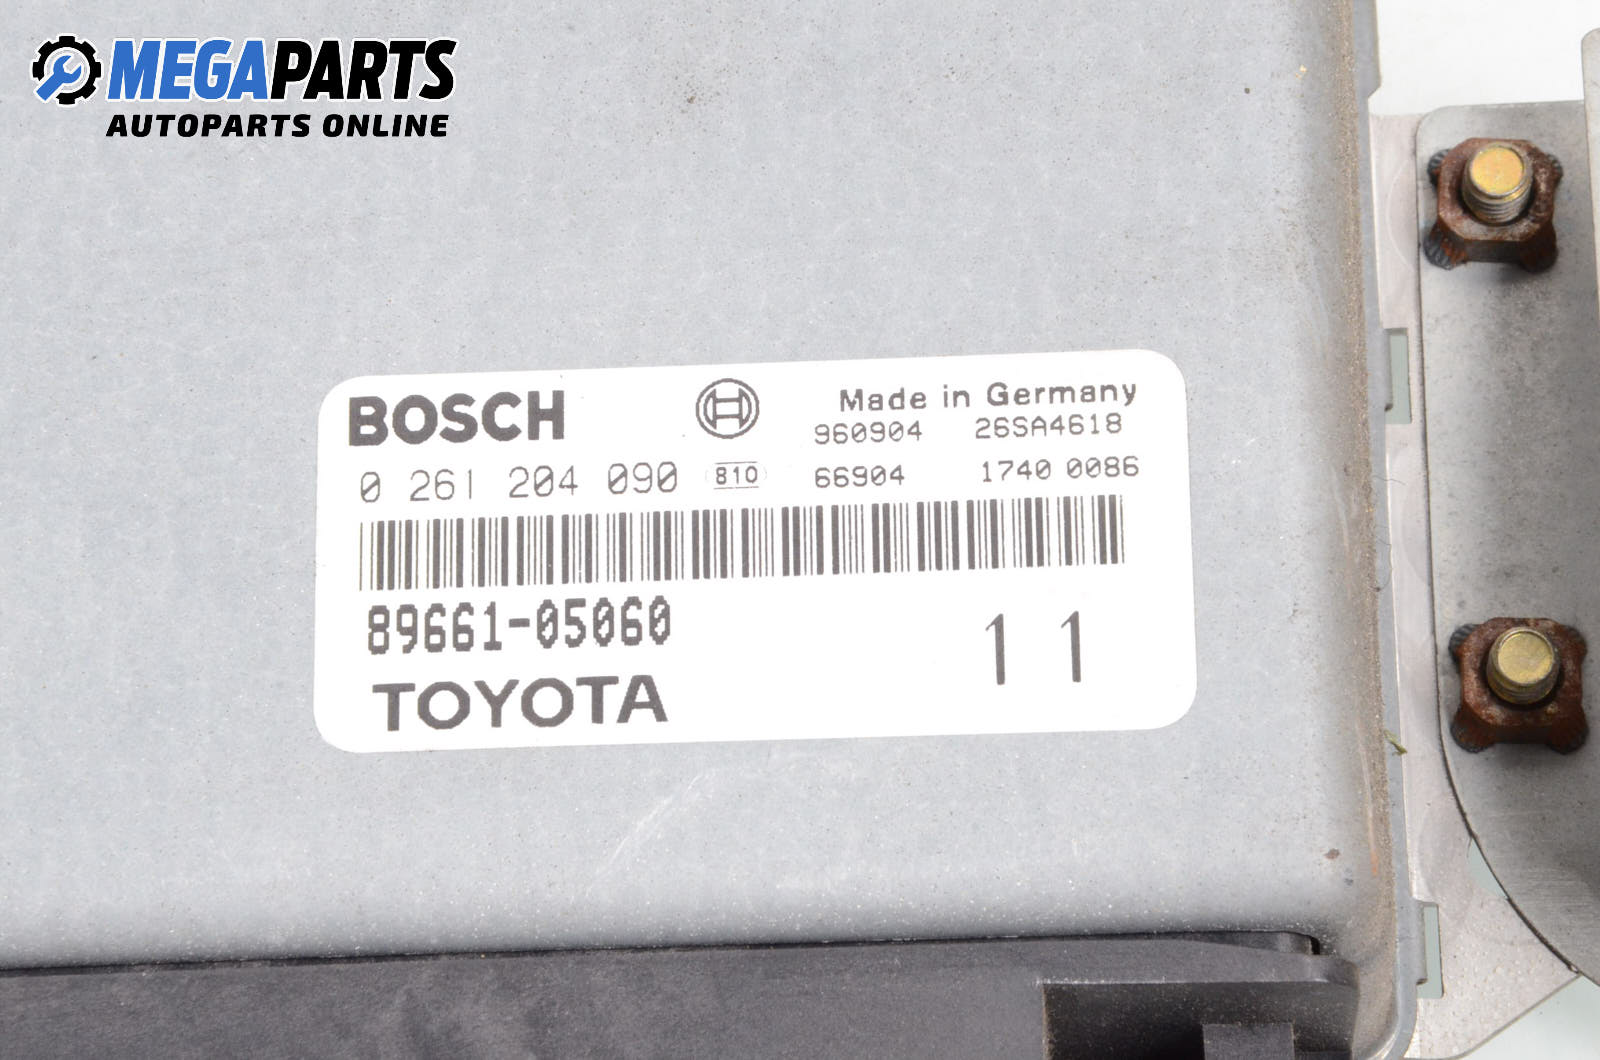 MEGAPARTS
AUTOPARTS ONLINE
BOSCH
Made in Germany
960904 26SA4618
0 261 204 090 810 66904 1740 0086
89661-05060
11
TOYOTA